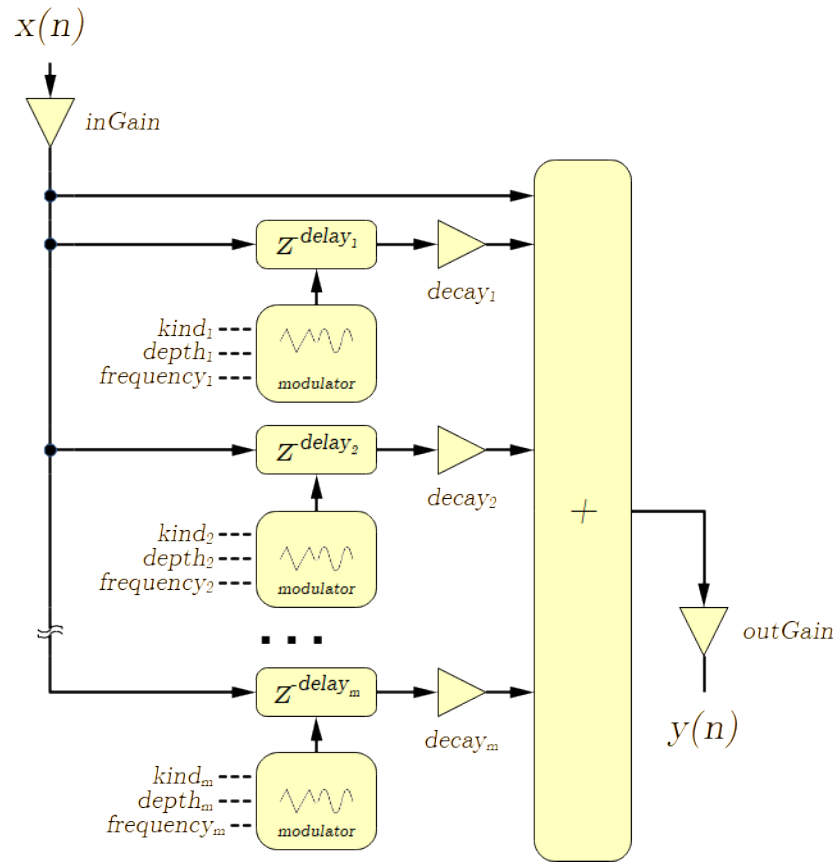 x(n)
inGain
z^-delay₁
decay₁
kind₁
depth₁
frequency₁
modulator
z^-delay₂
decay₂
kind₂
depth₂
frequency₂
modulator
+
outGain
. . .
z^-delayₘ
decayₘ
y(n)
kindₘ
depthₘ
frequencyₘ
modulator